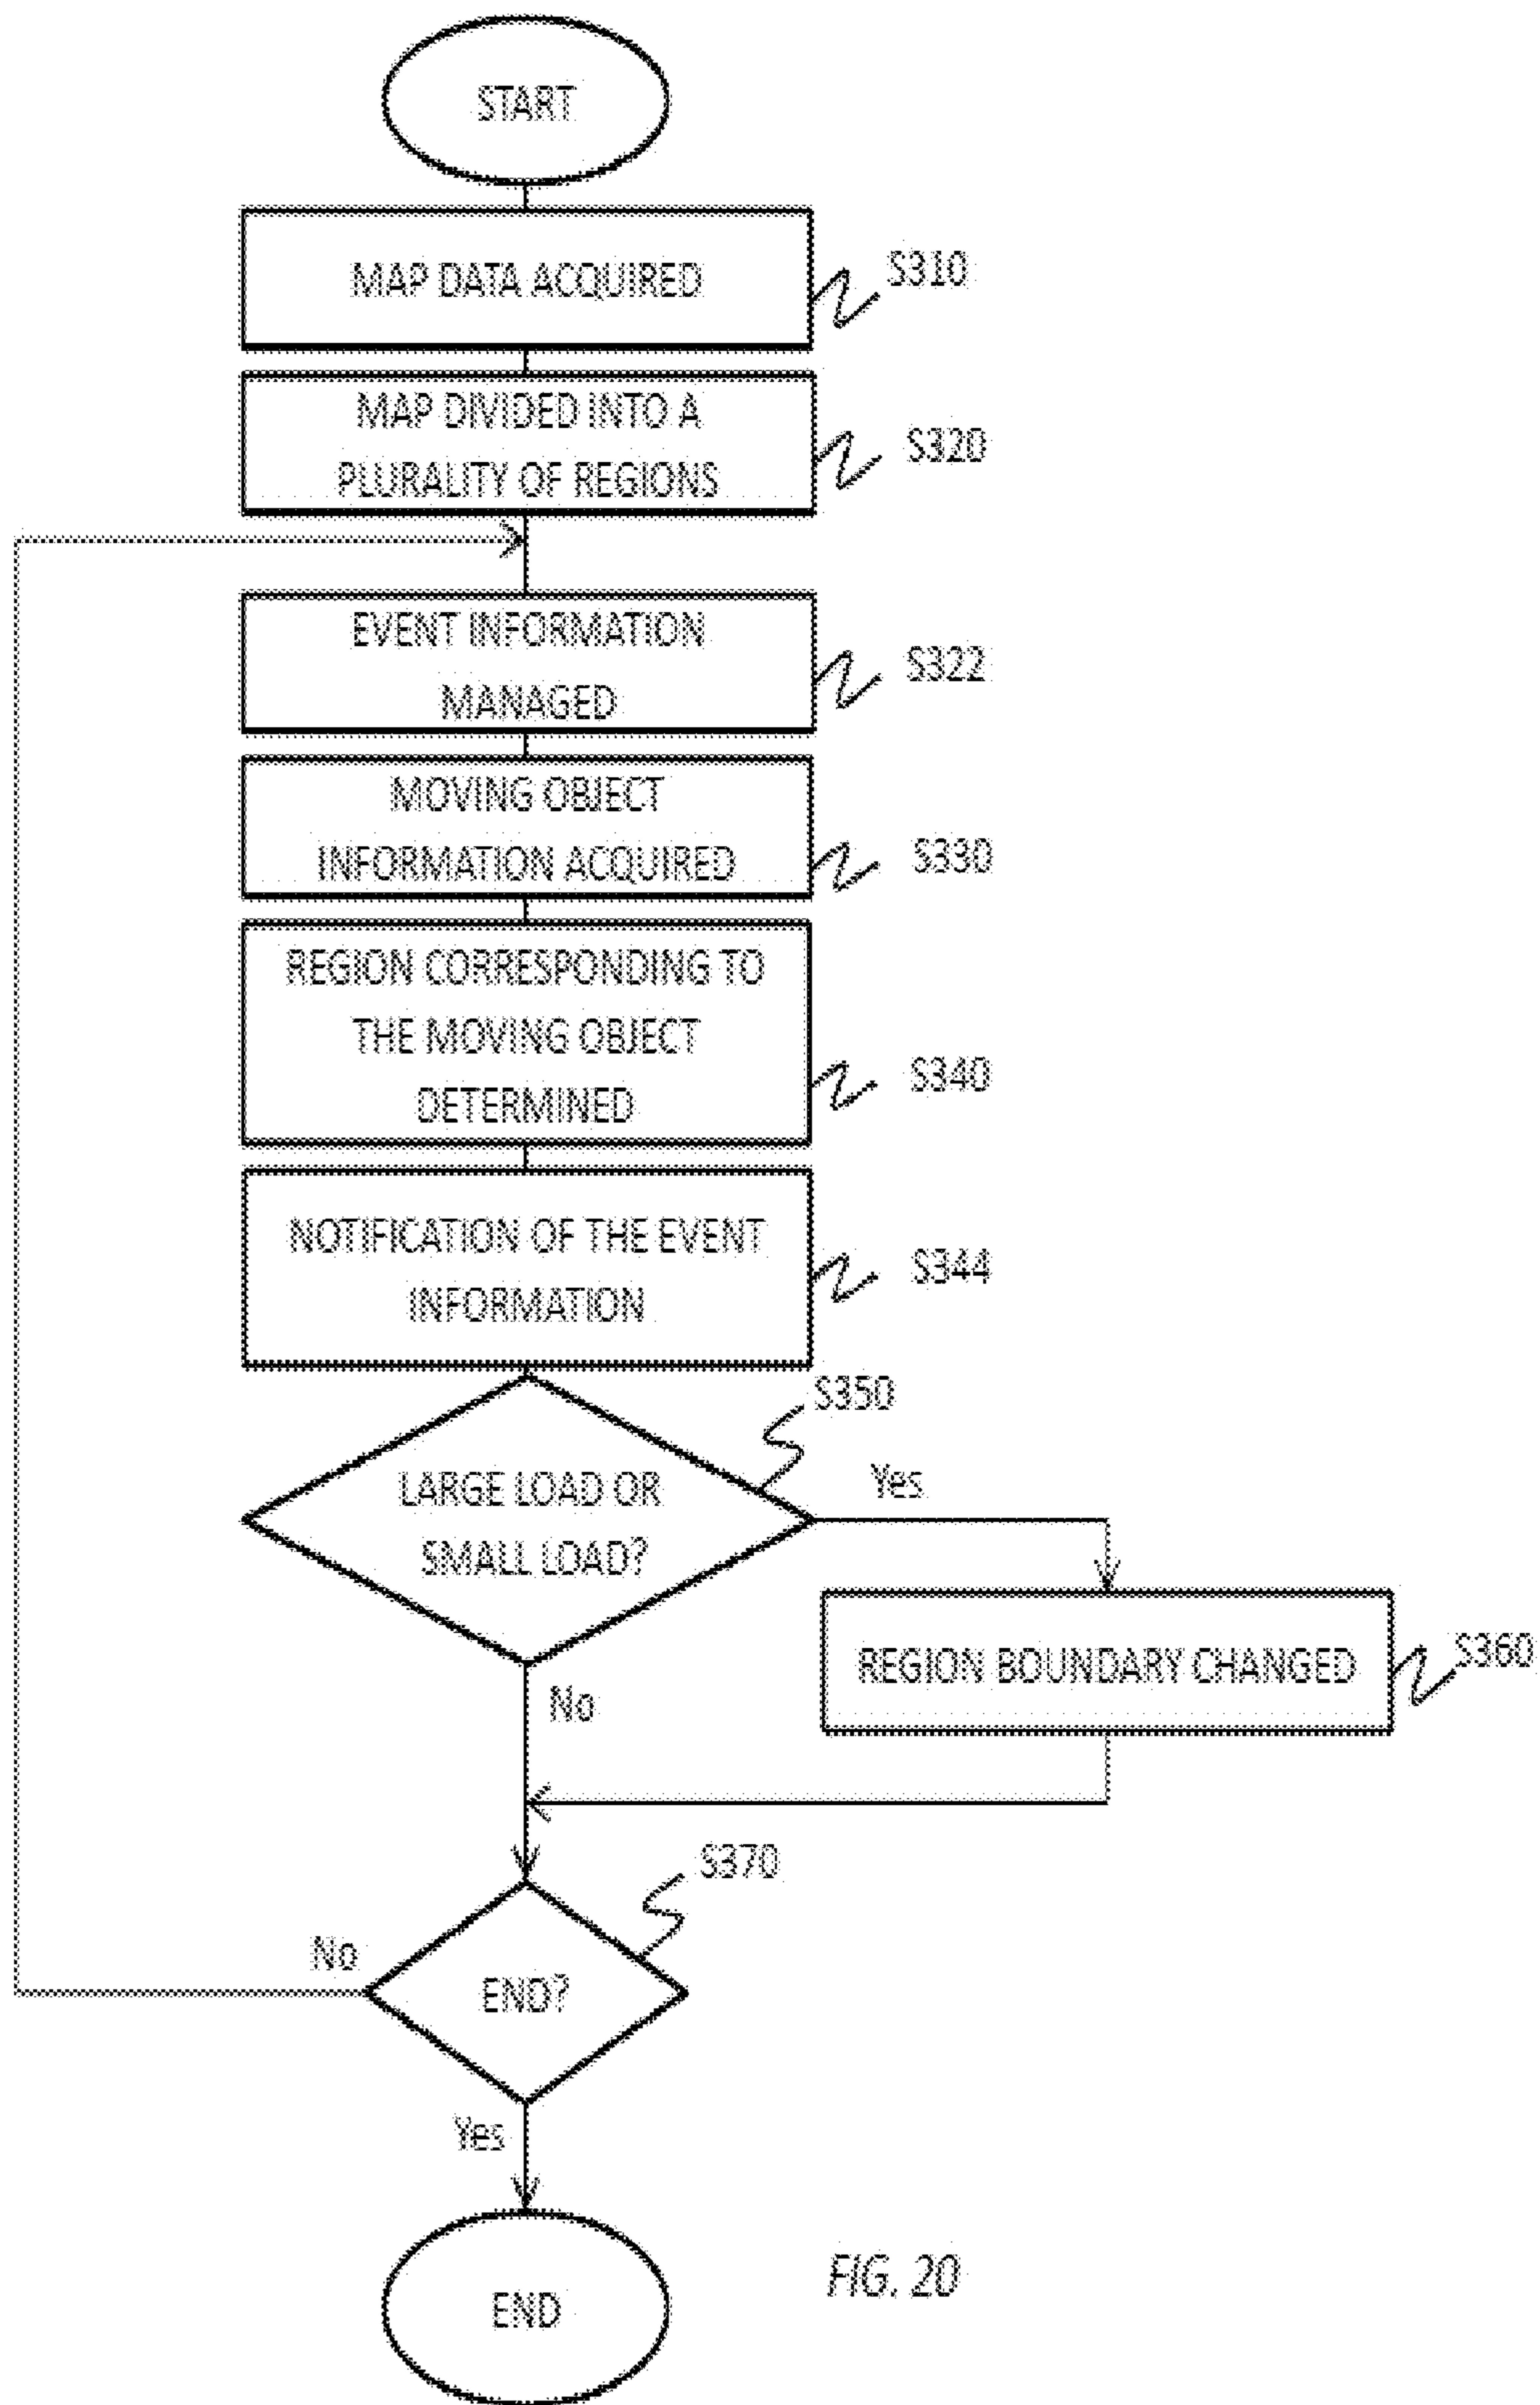 START
MAP DATA ACQUIRED
S310
MAP DIVIDED INTO A
PLURALITY OF REGIONS
S320
EVENT INFORMATION
MANAGED
S322
MOVING OBJECT
INFORMATION ACQUIRED
S330
REGION CORRESPONDING TO
THE MOVING OBJECT
DETERMINED
S340
NOTIFICATION OF THE EVENT
INFORMATION
S344
S350
LARGE LOAD OR
SMALL LOAD?
Yes
REGION BOUNDARY CHANGED
S360
No
S370
No
END?
Yes
END
FIG. 20